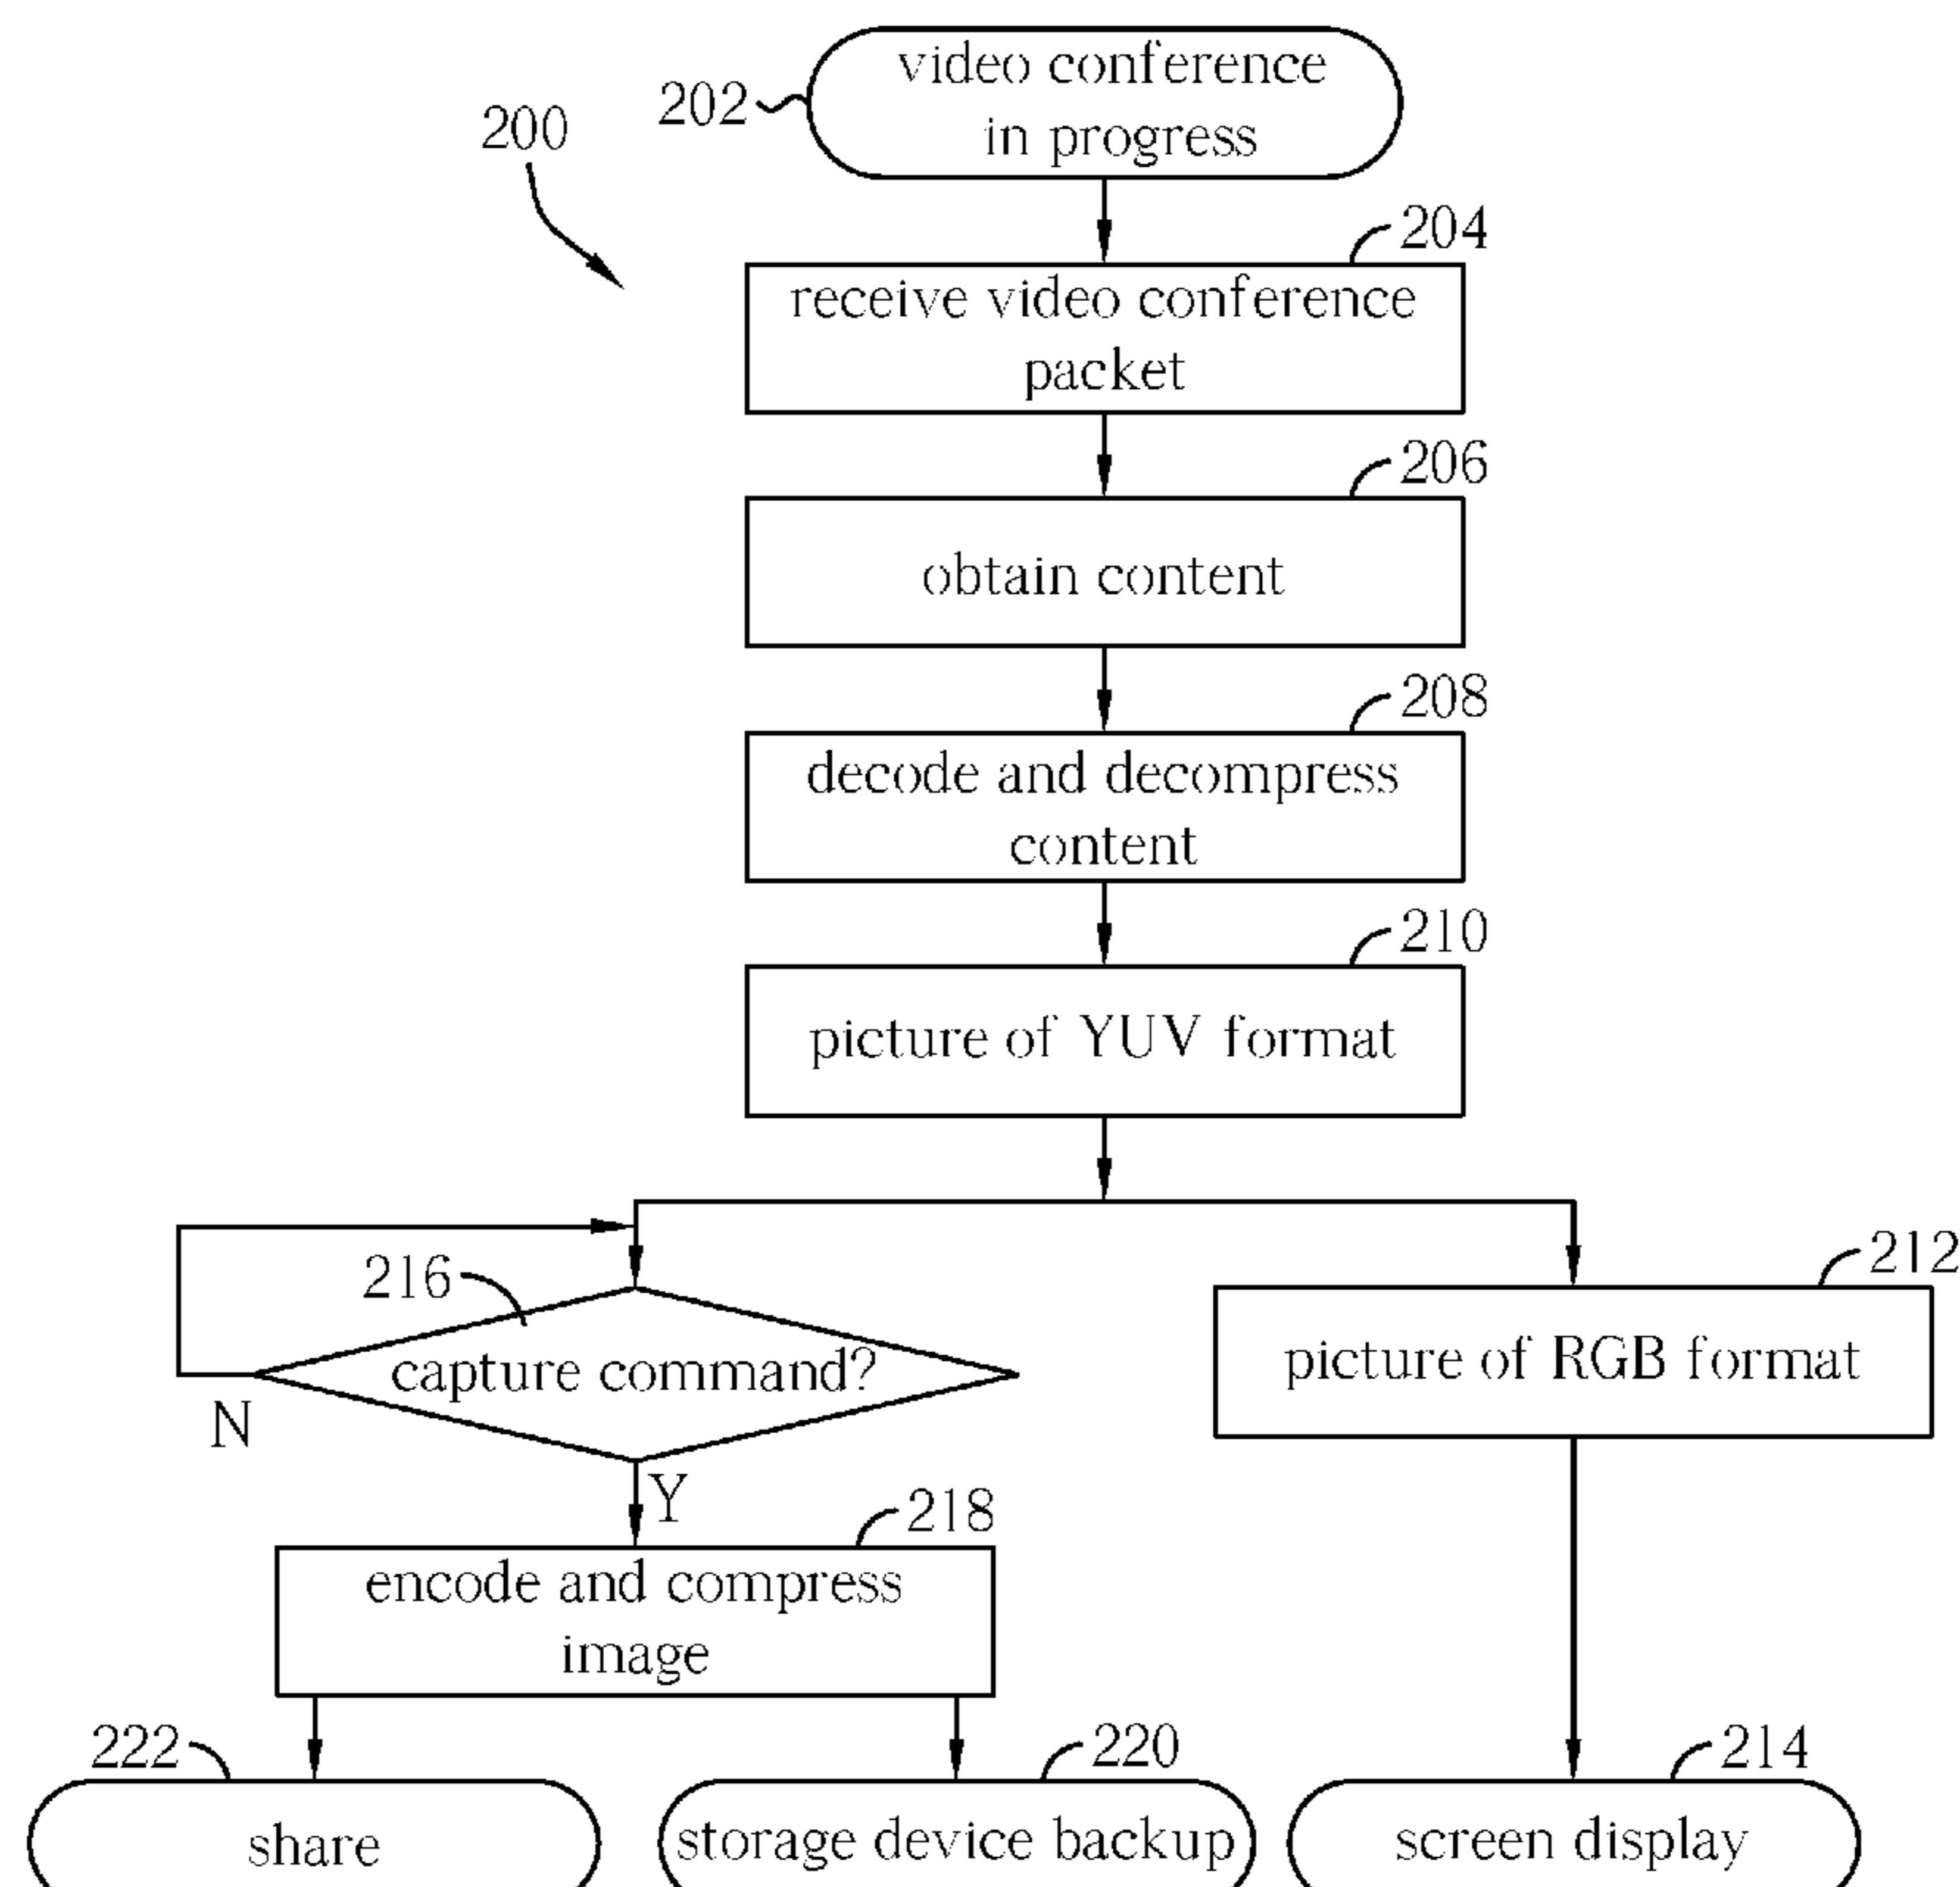 video conference
in progress
202
200
204
receive video conference
packet
206
obtain content
208
decode and decompress
content
210
picture of YUV format
216
capture command?
N
Y
212
picture of RGB format
218
encode and compress
image
222
share
220
storage device backup
214
screen display